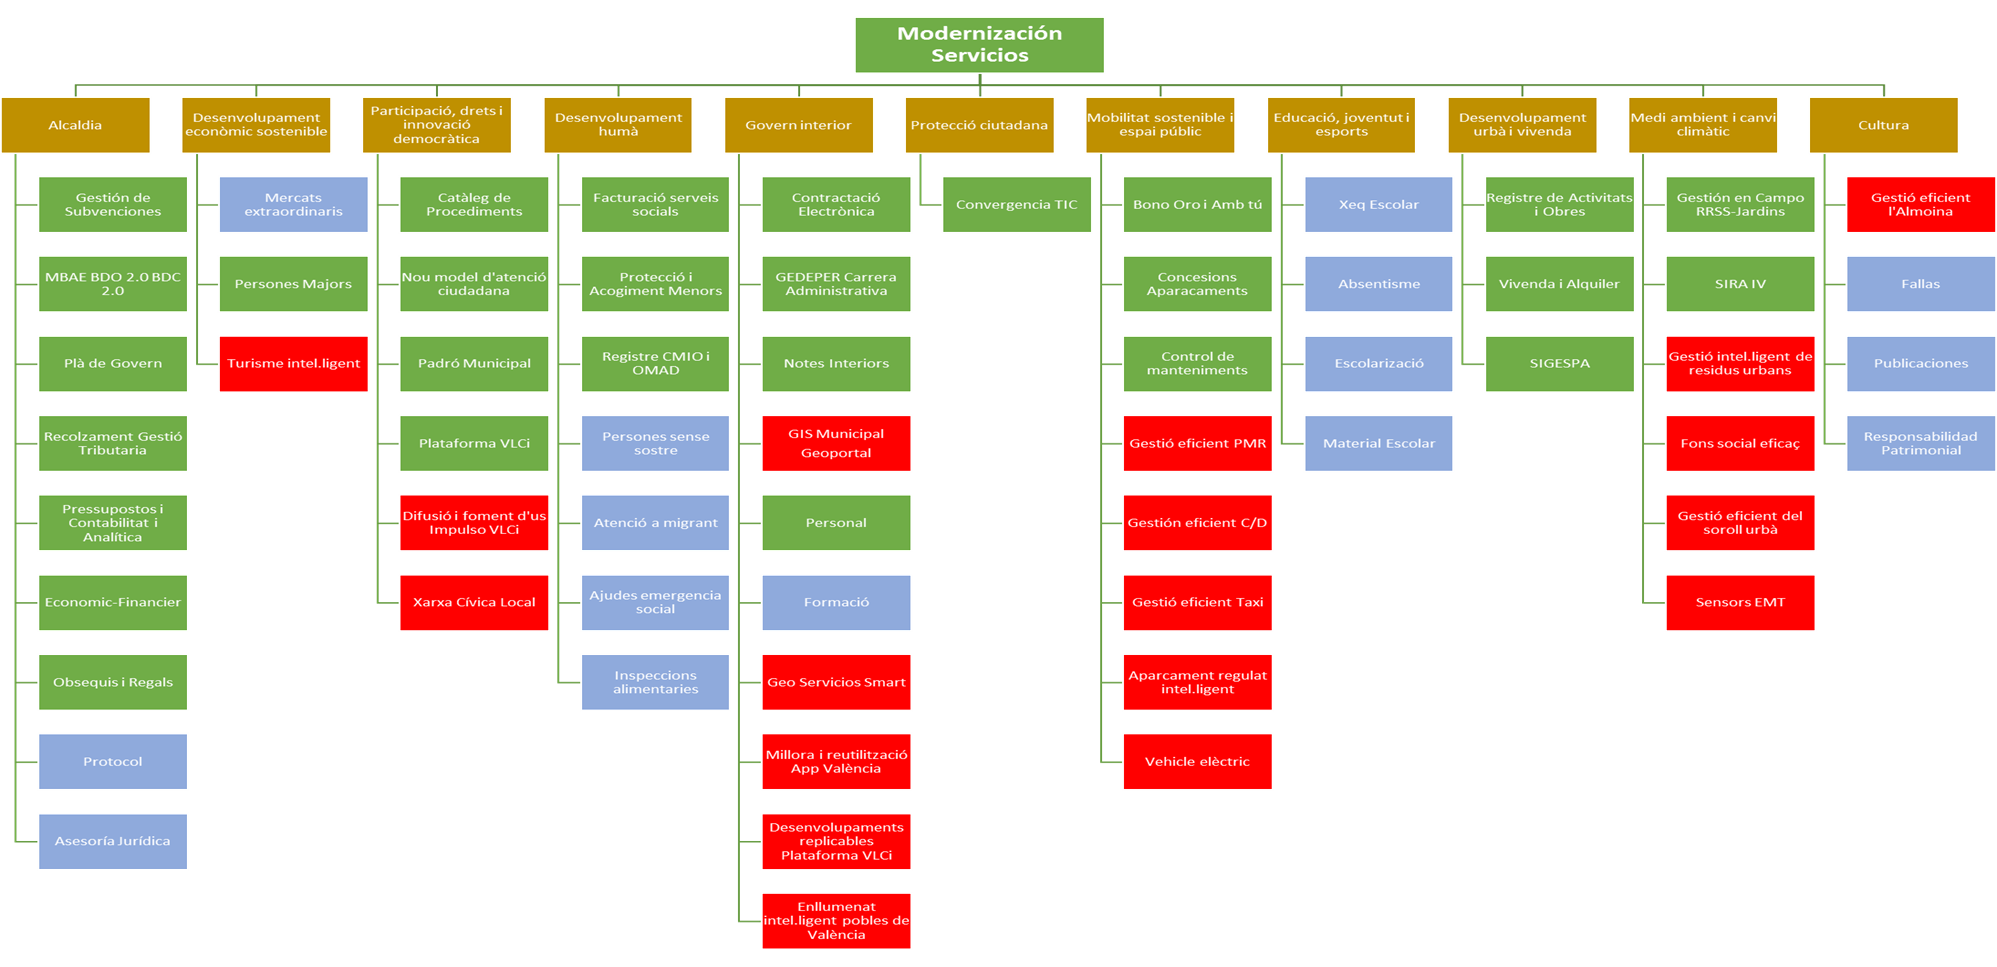 Modernización
Servicios
Alcaldia
Gestión de
Subvenciones
MBAE BDO 2.0 BDC
2.0
Plà de Govern
Recolzament Gestió
Tributaria
Pressupostos i
Contabilitat i
Analítica
Economic-Financier
Obsequis i Regals
Protocol
Asesoría Jurídica
Desenvolupament
econòmic sostenible
Mercats
extraordinaris
Persones Majors
Turisme intel.ligent
Participació, drets i
innovació
democràtica
Catàleg de
Procediments
Nou model d'atenció
ciudadana
Padró Municipal
Plataforma VLCi
Difusió i foment d'us
Impulso VLCi
Xarxa Cívica Local
Desenvolupament
humà
Facturació serveis
socials
Protecció i
Acogiment Menors
Registre CMIO i
OMAD
Persones sense
sostre
Atenció a migrant
Ajudes emergencia
social
Inspeccions
alimentaries
Govern interior
Contractació
Electrònica
GEDEPER Carrera
Administrativa
Notes Interiors
GIS Municipal
Geoportal
Personal
Formació
Geo Servicios Smart
Millora i reutilització
App València
Desenvolupaments
replicables
Plataforma VLCi
Enllumenat
intel.ligent pobles de
València
Protecció ciutadana
Convergencia TIC
Mobilitat sostenible i
espai públic
Bono Oro i Amb tú
Concesions
Aparacaments
Control de
manteniments
Gestió eficient PMR
Gestión eficient C/D
Gestió eficient Taxi
Aparcament regulat
intel.ligent
Vehicle elèctric
Educació, joventut i
esports
Xeq Escolar
Absentisme
Escolarizació
Material Escolar
Desenvolupament
urbà i vivenda
Registre de Activitats
i Obres
Vivenda i Alquiler
SIGESPA
Medi ambient i canvi
climàtic
Gestión en Campo
RRSS-Jardins
SIRA IV
Gestió intel.ligent de
residus urbans
Fons social eficaç
Gestió eficient del
soroll urbà
Sensors EMT
Cultura
Gestió eficient
l'Almoina
Fallas
Publicaciones
Responsabilidad
Patrimonial